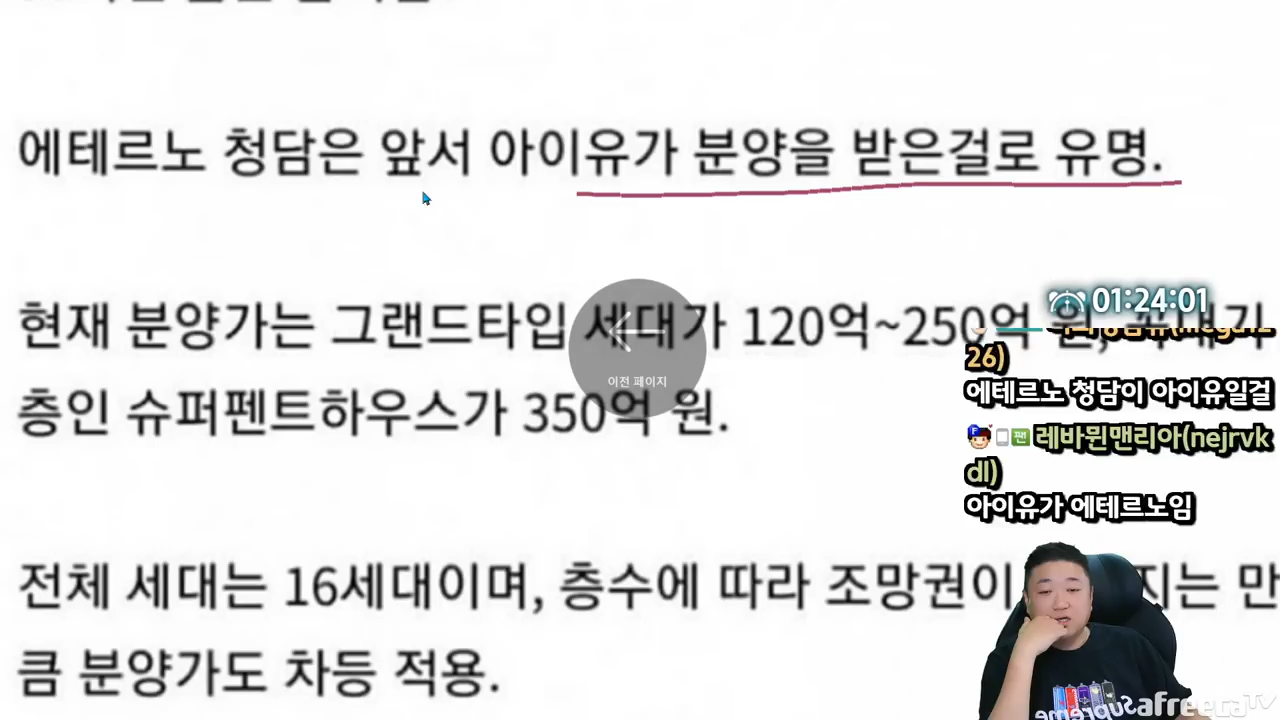 에테르노 청담은 앞서 아이유가 분양을 받은걸로 유명.
현재 분양가는 그랜드타입 세대가 120억~250억 원,
층인 슈퍼펜트하우스가 350억 원.
이전 페이지
전체 세대는 16세대이며, 층수에 따라 조망권이 지는 만
큼 분양가도 차등 적용.
01:24:01
26)
에테르노 청담이 아이유일걸
레바뮌맨리아(nejrvk
dl)
아이유가 에테르노임
Supreme
afreecaTV